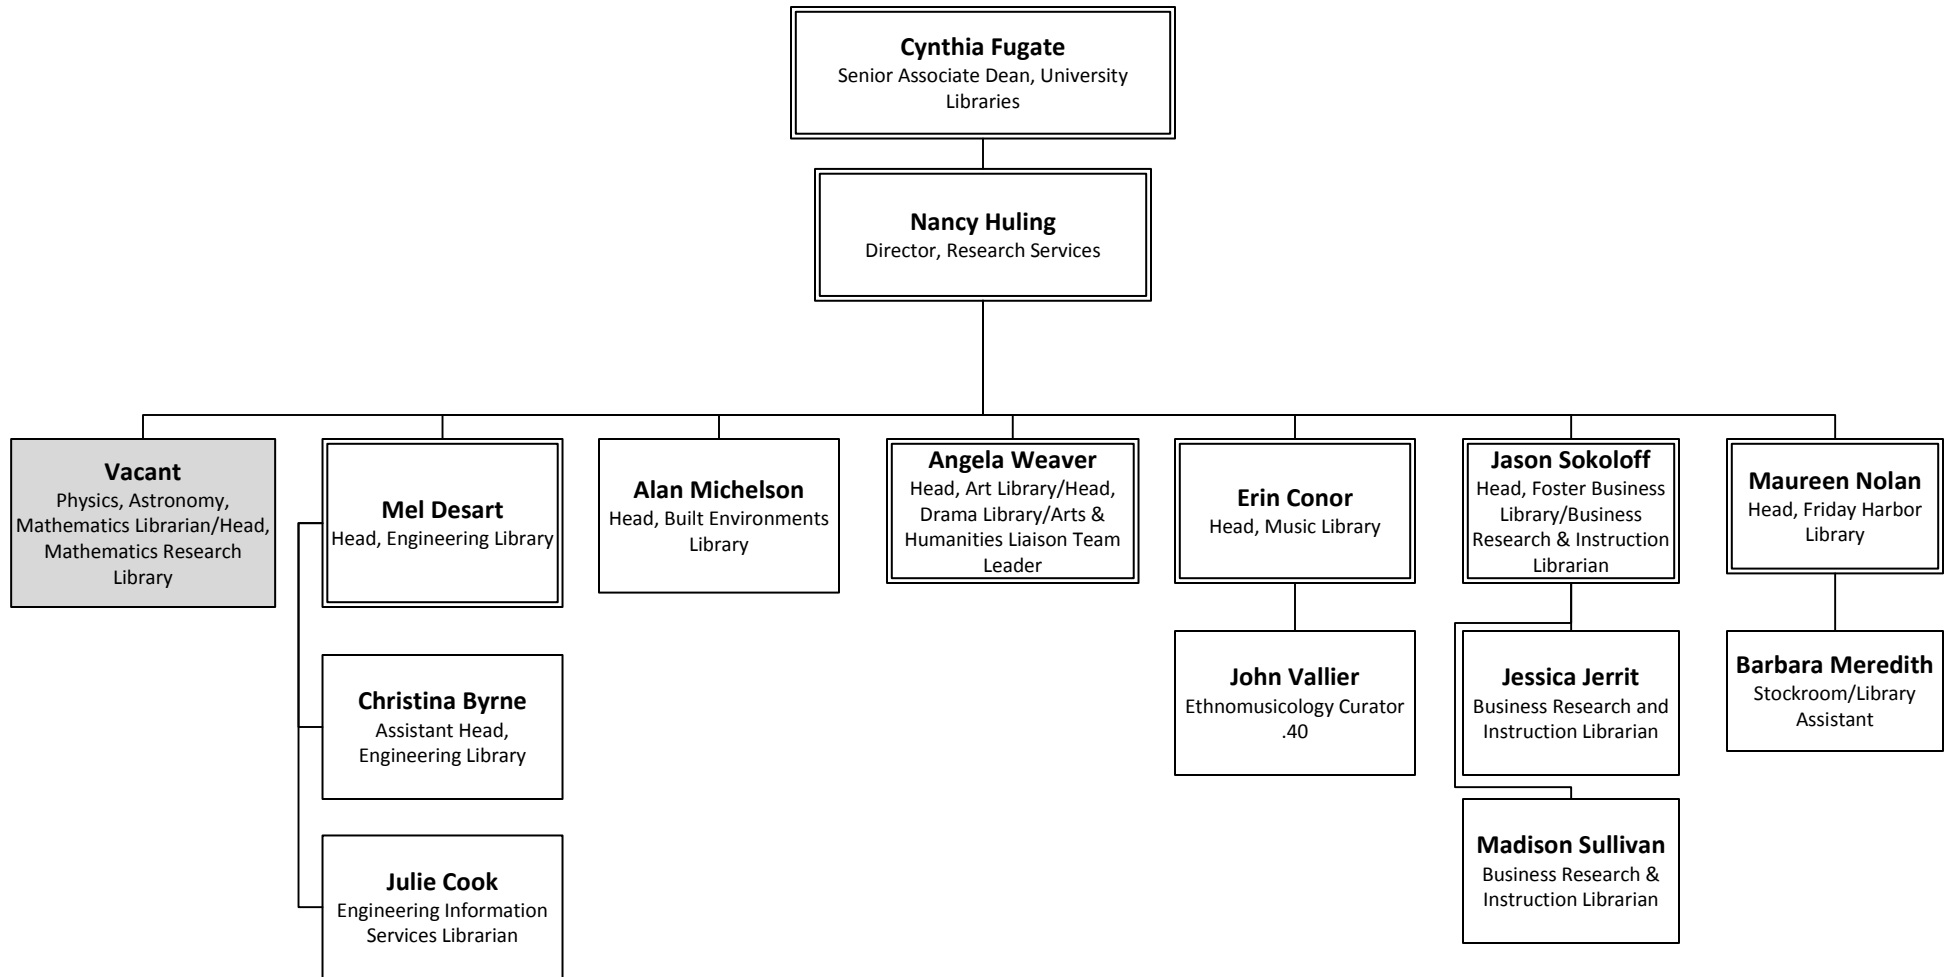 Cynthia Fugate
Senior Associate Dean, University
Libraries
Nancy Huling
Director, Research Services
Vacant
Physics, Astronomy,
Mathematics Librarian/Head,
Mathematics Research
Library
Mel Desart
Head, Engineering Library
Alan Michelson
Head, Built Environments
Library
Angela Weaver
Head, Art Library/Head,
Drama Library/Arts &
Humanities Liaison Team
Leader
Erin Conor
Head, Music Library
Jason Sokoloff
Head, Foster Business
Library/Business
Research & Instruction
Librarian
Maureen Nolan
Head, Friday Harbor
Library
Christina Byrne
Assistant Head,
Engineering Library
John Vallier
Ethnomusicology Curator
.40
Jessica Jerrit
Business Research and
Instruction Librarian
Barbara Meredith
Stockroom/Library
Assistant
Julie Cook
Engineering Information
Services Librarian
Madison Sullivan
Business Research &
Instruction Librarian